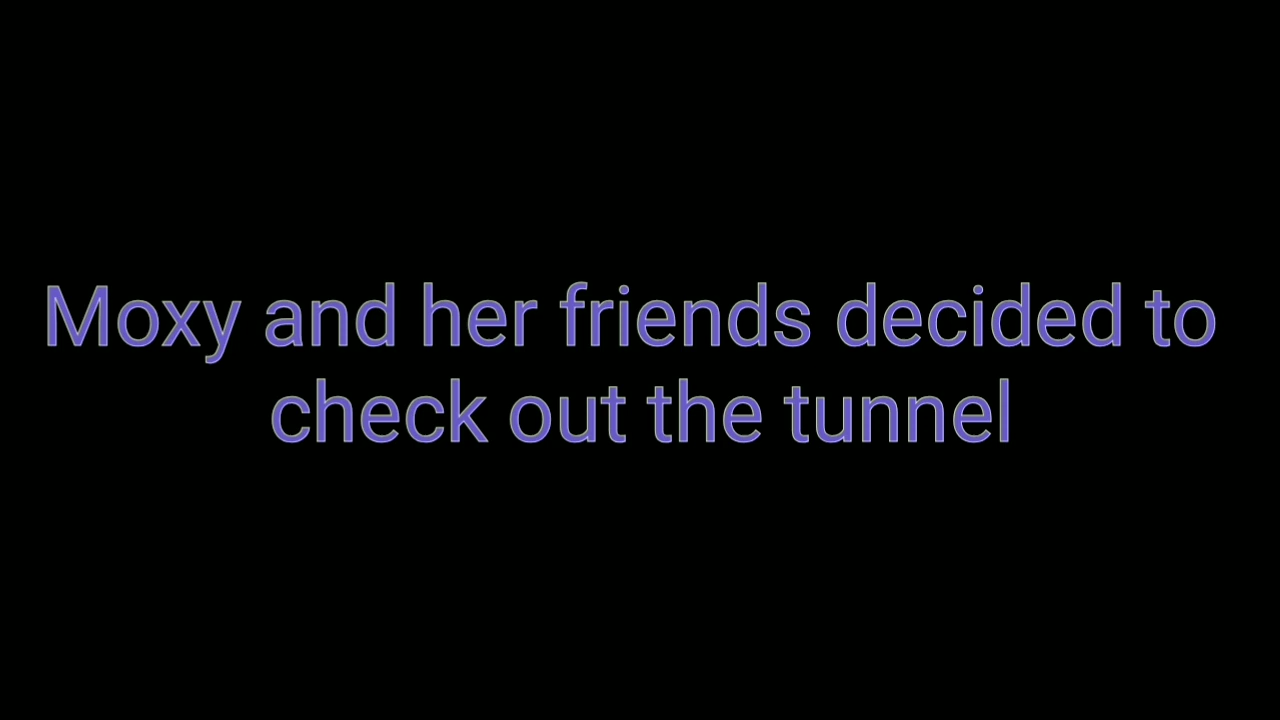 Moxy and her friends decided to
check out the tunnel